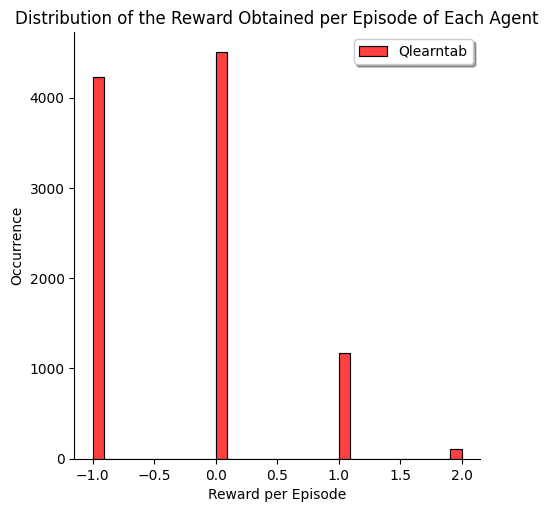 Distribution of the Reward Obtained per Episode of Each Agent
Qlearntab
4000
3000
2000
1000
0
Occurrence
−1.0 −0.5 0.0 0.5 1.0 1.5 2.0
Reward per Episode